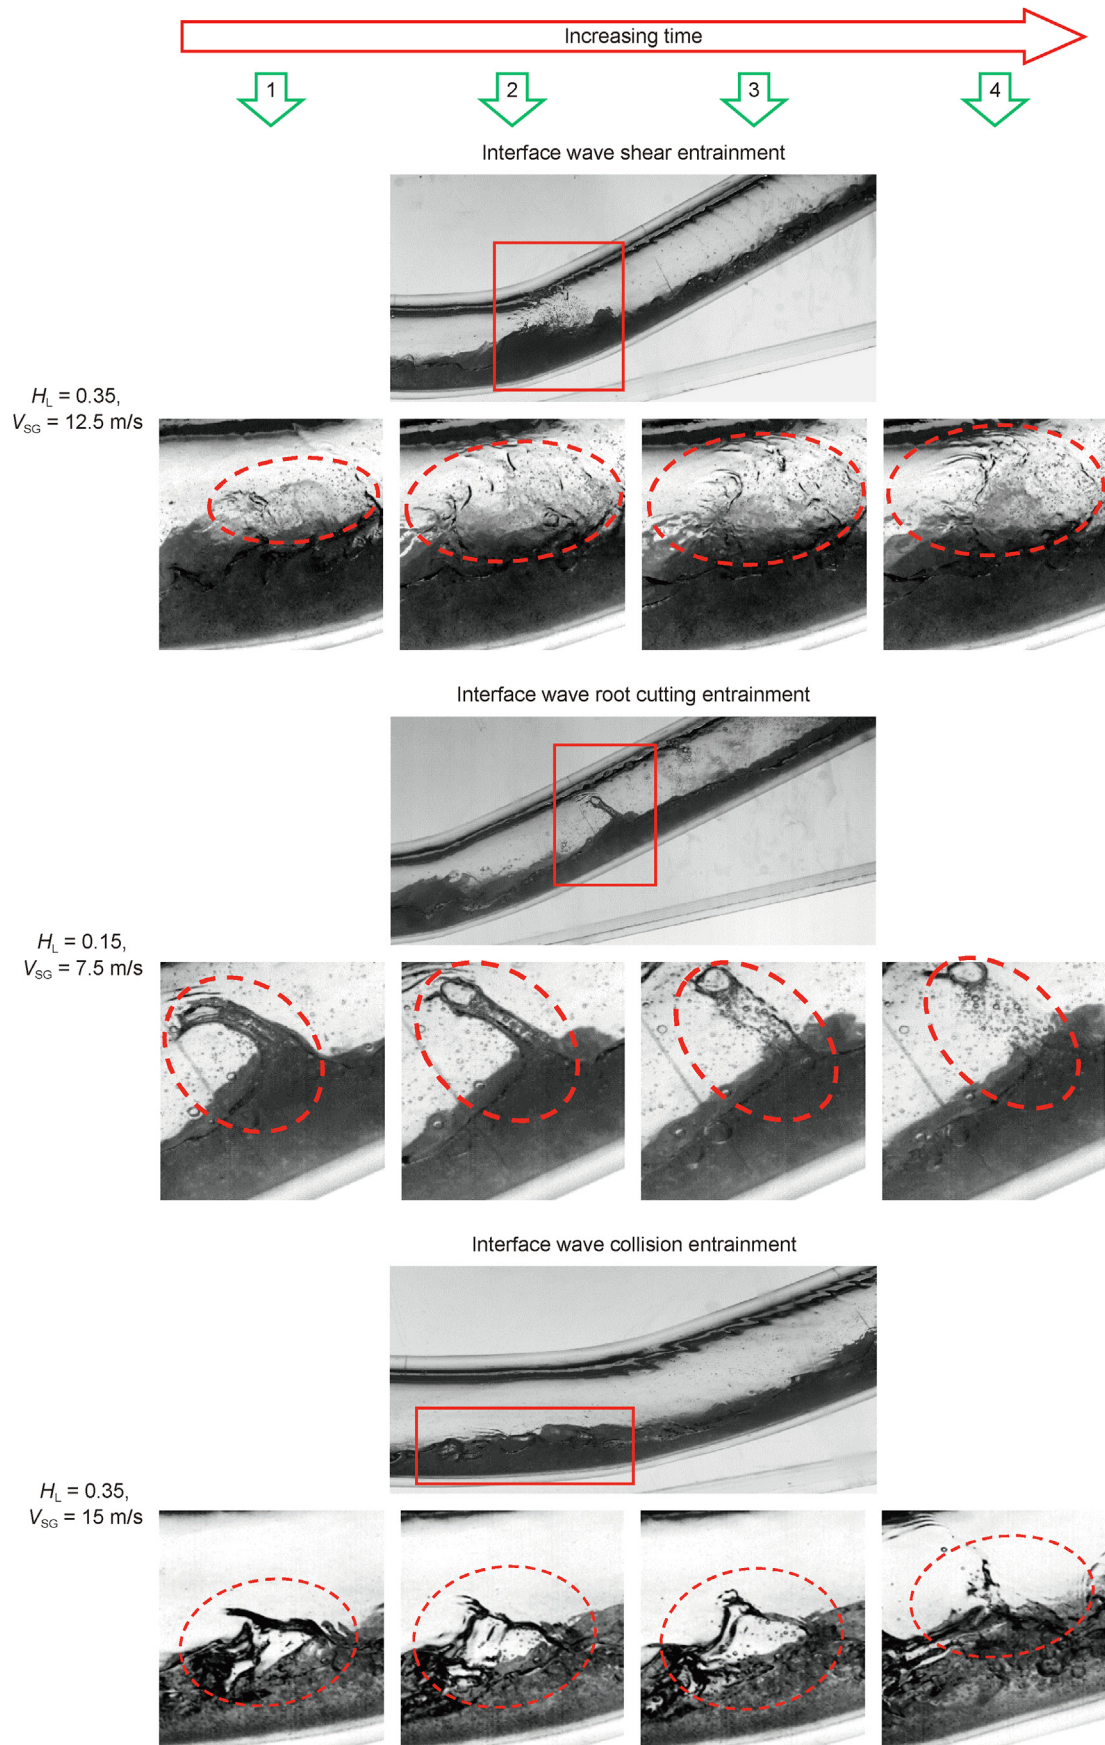 Increasing time
1 2 3 4
Interface wave shear entrainment
H_L = 0.35,
V_SG = 12.5 m/s
Interface wave root cutting entrainment
H_L = 0.15,
V_SG = 7.5 m/s
Interface wave collision entrainment
H_L = 0.35,
V_SG = 15 m/s